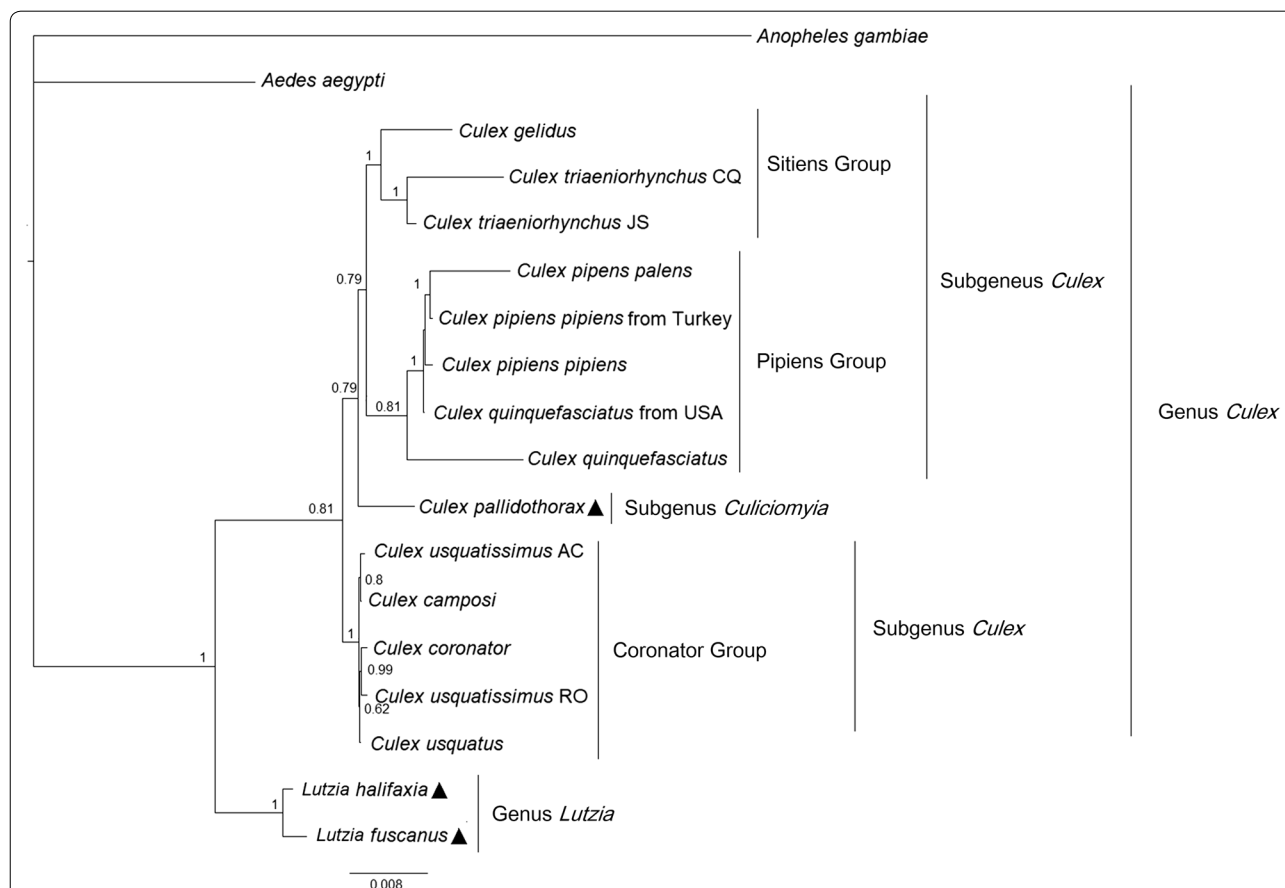 Anopheles gambiae
Aedes aegypti
Culex gelidus
1
Sitiens Group
Culex triaeniorhynchus CQ
1
Culex triaeniorhynchus JS
Culex pipens palens
0.79
1
Subgeneus Culex
Culex pipiens pipiens from Turkey
1
Culex pipiens pipiens
Pipiens Group
0.79
0.81
Culex quinquefasciatus from USA
Genus Culex
Culex quinquefasciatus
0.81
Culex pallidothorax▲
Subgenus Culiciomyia
Culex usquatissimus AC
0.8
Culex camposi
1
Subgenus Culex
Culex coronator
Coronator Group
1
0.99
Culex usquatissimus RO
0.62
Culex usquatus
Lutzia halifaxia▲
1
Genus Lutzia
Lutzia fuscanus▲
0.008